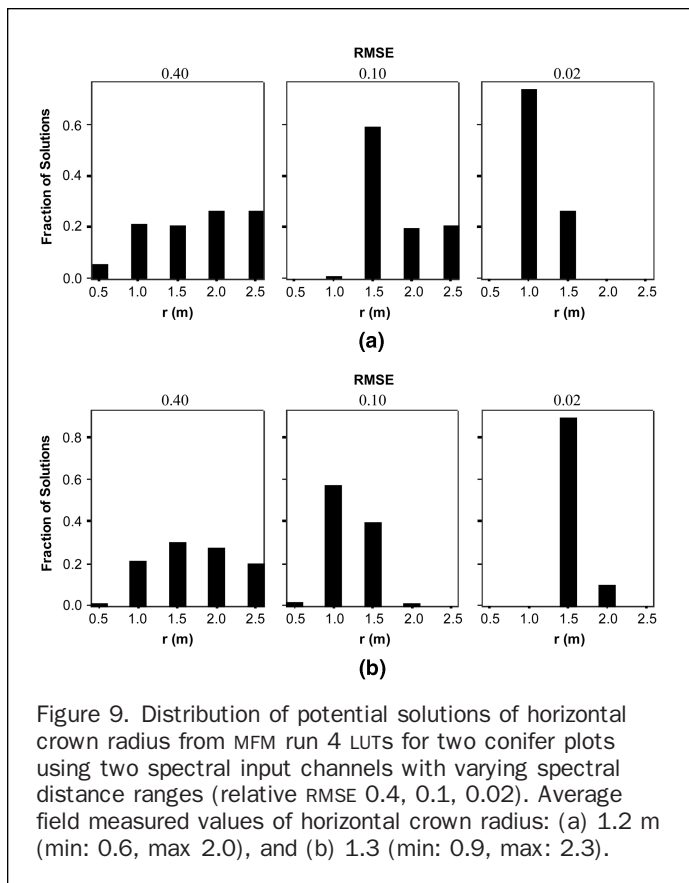 RMSE
0.40 0.10 0.02
Fraction of Solutions
0.6
0.4
0.2
0.0
0.5 1.0 1.5 2.0 2.5 0.5 1.0 1.5 2.0 2.5 0.5 1.0 1.5 2.0 2.5
r (m) r (m) r (m)
(a)
RMSE
0.40 0.10 0.02
Fraction of Solutions
0.8
0.6
0.4
0.2
0.0
0.5 1.0 1.5 2.0 2.5 0.5 1.0 1.5 2.0 2.5 0.5 1.0 1.5 2.0 2.5
r (m) r (m) r (m)
(b)
Figure 9. Distribution of potential solutions of horizontal
crown radius from MFM run 4 LUTs for two conifer plots
using two spectral input channels with varying spectral
distance ranges (relative RMSE 0.4, 0.1, 0.02). Average
field measured values of horizontal crown radius: (a) 1.2 m
(min: 0.6, max 2.0), and (b) 1.3 (min: 0.9, max: 2.3).